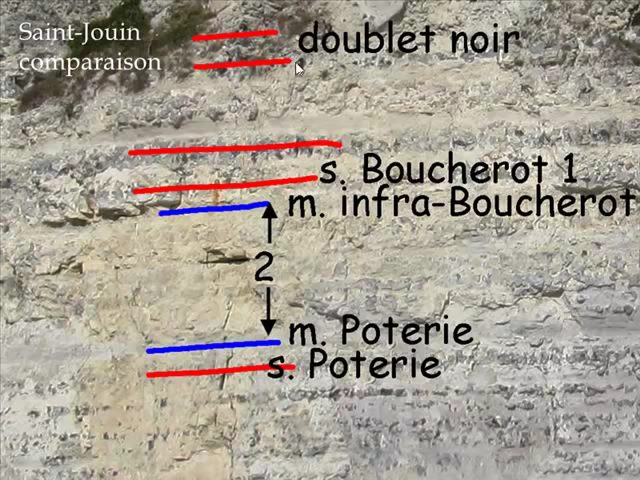 Saint-Jouin
comparaison
doublet noir
s. Boucherot 1
m. infra-Boucherot
2
m. Poterie
s. Poterie